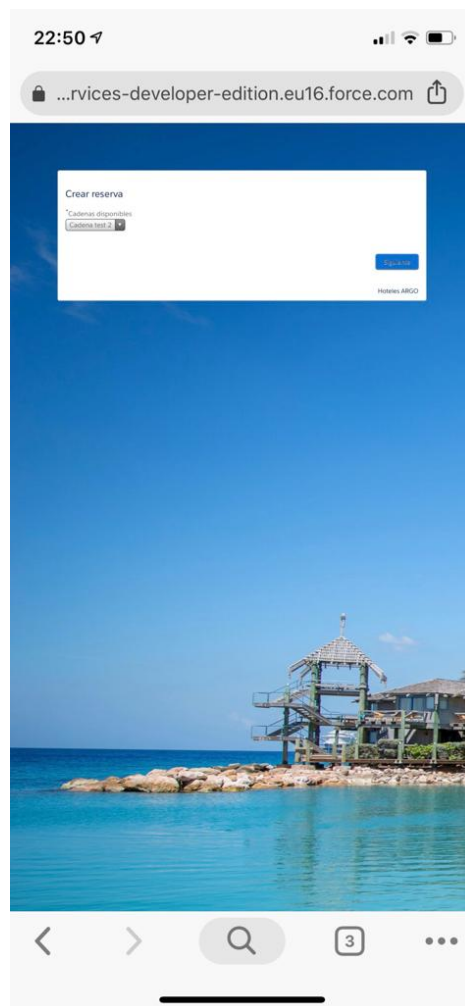 22:50
...rvices-developer-edition.eu16.force.com
Crear reserva
*Cadenas disponibles
Cadena test 2
Siguiente
Hoteles ARGO
3